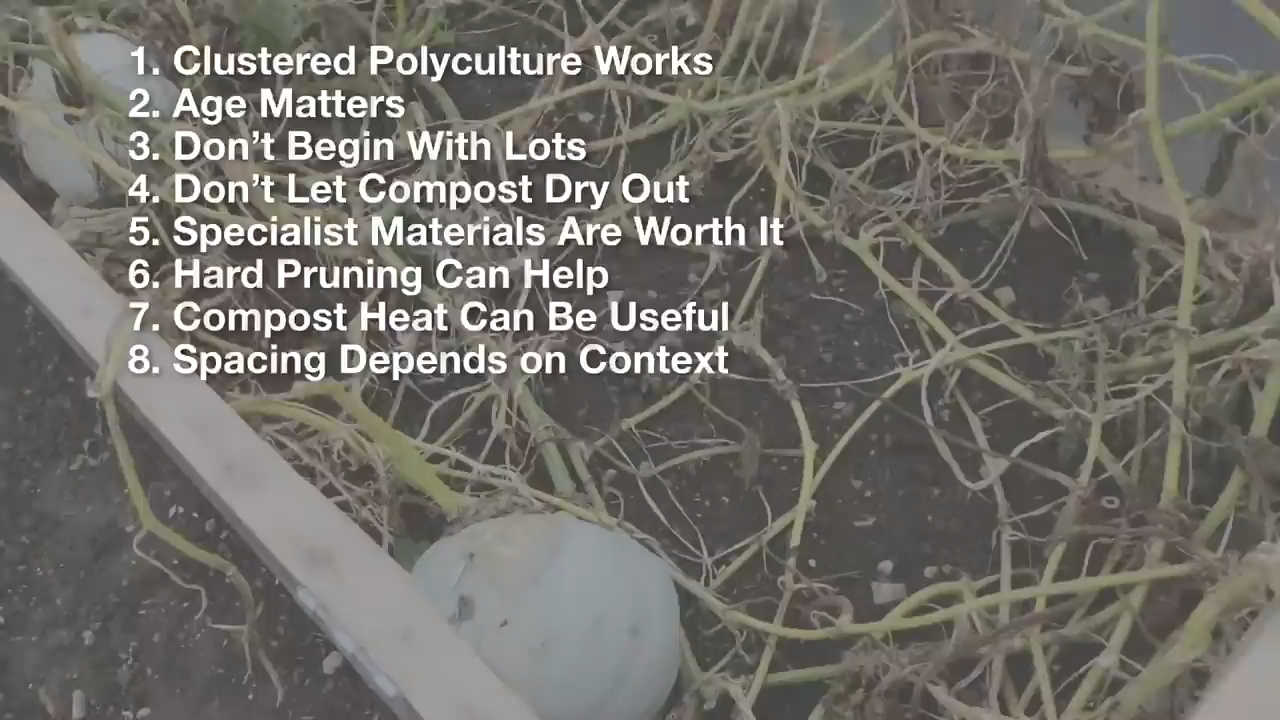 1. Clustered Polyculture Works
2. Age Matters
3. Don’t Begin With Lots
4. Don’t Let Compost Dry Out
5. Specialist Materials Are Worth It
6. Hard Pruning Can Help
7. Compost Heat Can Be Useful
8. Spacing Depends on Context